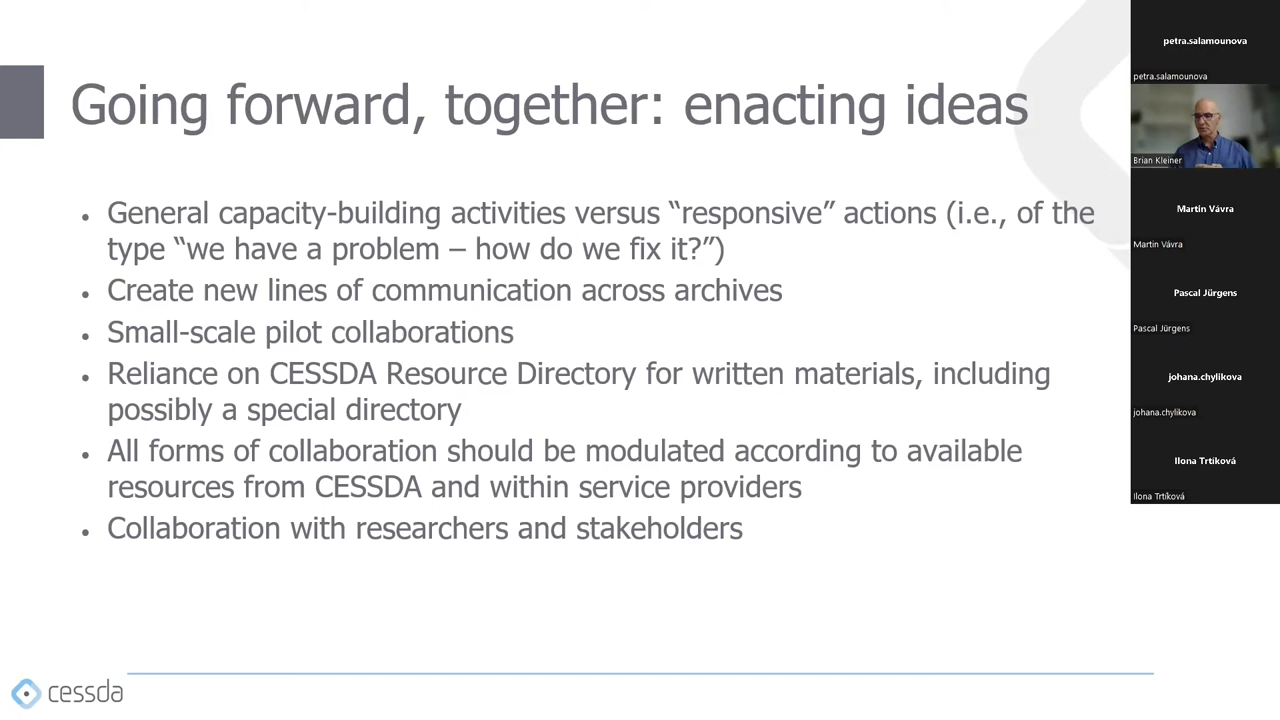 Going forward, together: enacting ideas
• General capacity-building activities versus “responsive” actions (i.e., of the
type “we have a problem – how do we fix it?”)
• Create new lines of communication across archives
• Small-scale pilot collaborations
• Reliance on CESSDA Resource Directory for written materials, including
possibly a special directory
• All forms of collaboration should be modulated according to available
resources from CESSDA and within service providers
• Collaboration with researchers and stakeholders
cessda
petra.salamounova
petra.salamounova
Brian Kleiner
Martin Vávra
Martin Vávra
Pascal Jürgens
Pascal Jürgens
johana.chylikova
johana.chylikova
Ilona Trtíková
Ilona Trtíková